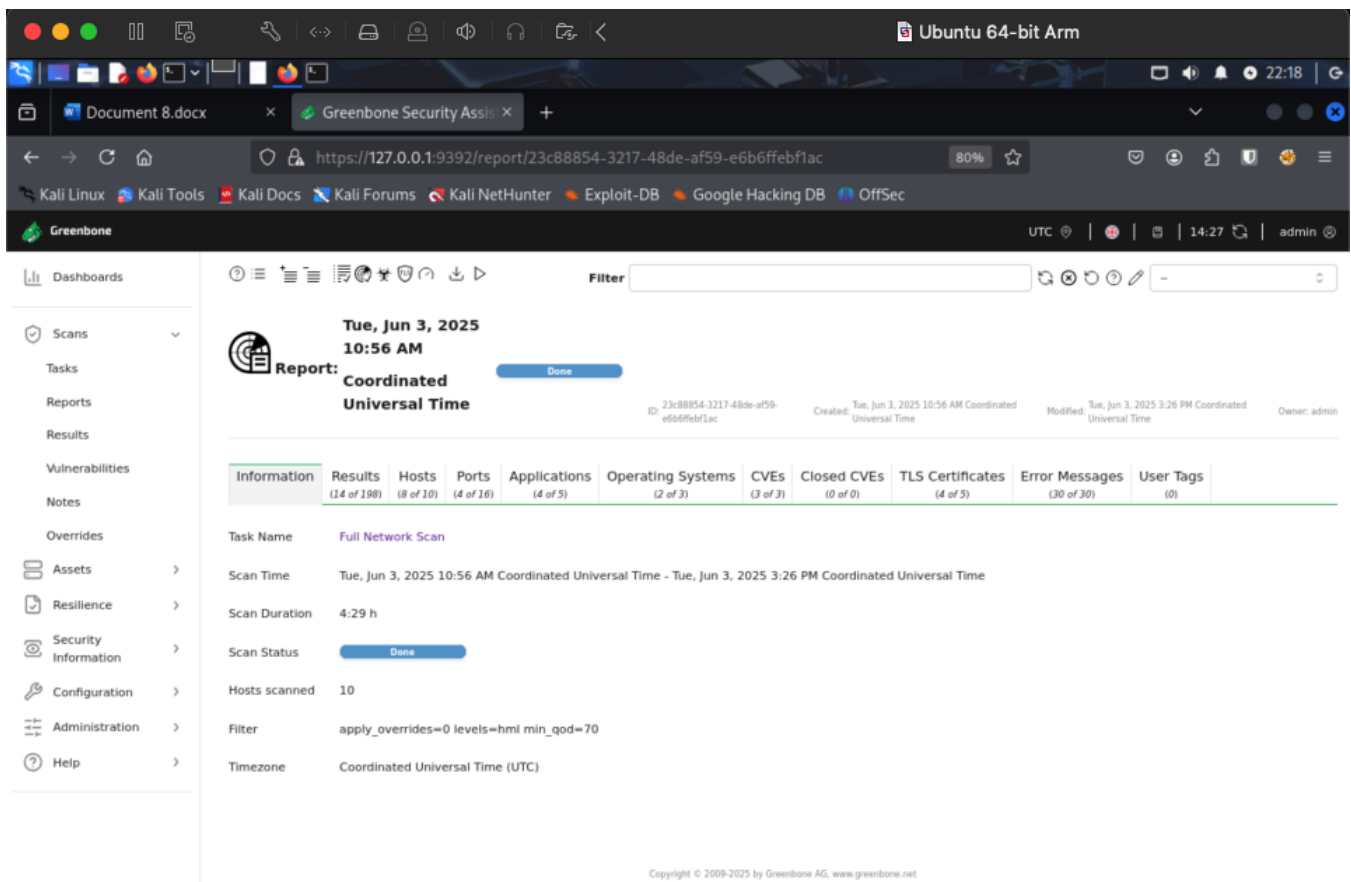 Ubuntu 64-bit Arm
22:18
Document 8.docx
Greenbone Security Assis
https://127.0.0.1:9392/report/23c88854-3217-48de-af59-e6b6ffebf1ac
80%
Kali Linux Kali Tools Kali Docs Kali Forums Kali NetHunter Exploit-DB Google Hacking DB OffSec
Greenbone
UTC 14:27 admin
Dashboards
Scans
Tasks
Reports
Results
Vulnerabilities
Notes
Overrides
Assets
Resilience
Security
Information
Configuration
Administration
Help
Filter
--
Report:
Tue, Jun 3, 2025
10:56 AM
Coordinated
Universal Time
Done
ID: 23c88854-3217-48de-af59-
e6b6ffebf1ac
Created: Tue, Jun 3, 2025 10:56 AM Coordinated
Universal Time
Modified: Tue, Jun 3, 2025 3:26 PM Coordinated
Universal Time
Owner: admin
Information
Results
(14 of 198)
Hosts
(8 of 10)
Ports
(4 of 16)
Applications
(4 of 5)
Operating Systems
(2 of 3)
CVEs
(3 of 3)
Closed CVEs
(0 of 0)
TLS Certificates
(4 of 5)
Error Messages
(30 of 30)
User Tags
(0)
Task Name Full Network Scan
Scan Time Tue, Jun 3, 2025 10:56 AM Coordinated Universal Time - Tue, Jun 3, 2025 3:26 PM Coordinated Universal Time
Scan Duration 4:29 h
Scan Status Done
Hosts scanned 10
Filter apply_overrides=0 levels=hml min_qod=70
Timezone Coordinated Universal Time (UTC)
Copyright © 2009-2025 by Greenbone AG, www.greenbone.net